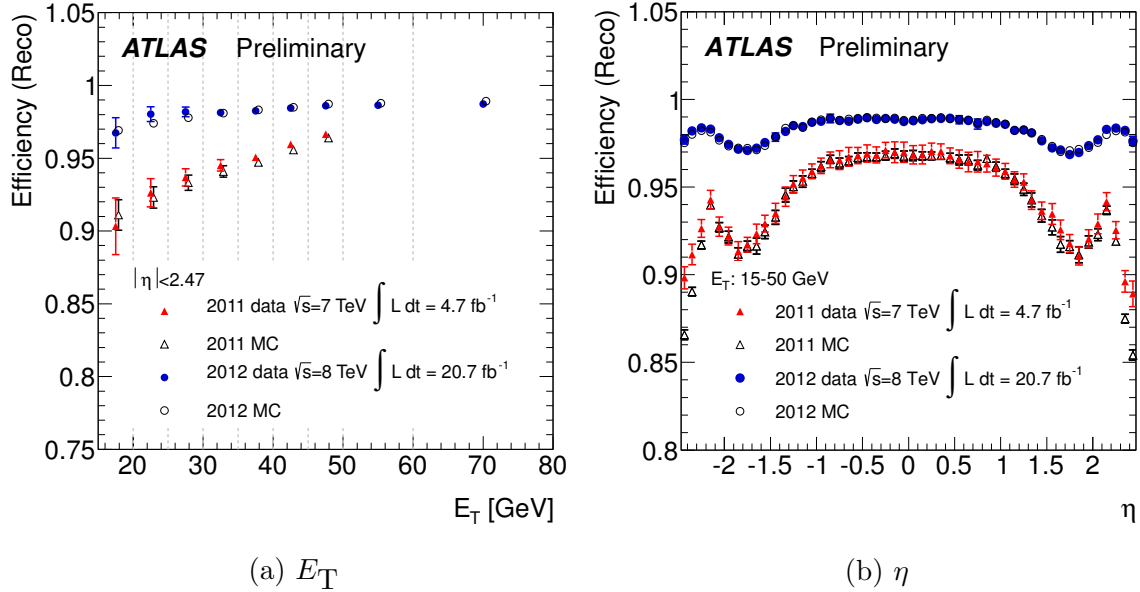 ATLAS Preliminary
Efficiency (Reco)
1.05
1
0.95
0.9
0.85
0.8
0.75
|η|<2.47
2011 data √s=7 TeV ∫ L dt = 4.7 fb⁻¹
2011 MC
2012 data √s=8 TeV ∫ L dt = 20.7 fb⁻¹
2012 MC
20 30 40 50 60 70 80
E_T [GeV]
(a) E_T
ATLAS Preliminary
Efficiency (Reco)
1.05
1
0.95
0.9
0.85
0.8
E_T: 15-50 GeV
2011 data √s=7 TeV ∫ L dt = 4.7 fb⁻¹
2011 MC
2012 data √s=8 TeV ∫ L dt = 20.7 fb⁻¹
2012 MC
-2 -1.5 -1 -0.5 0 0.5 1 1.5 2
η
(b) η